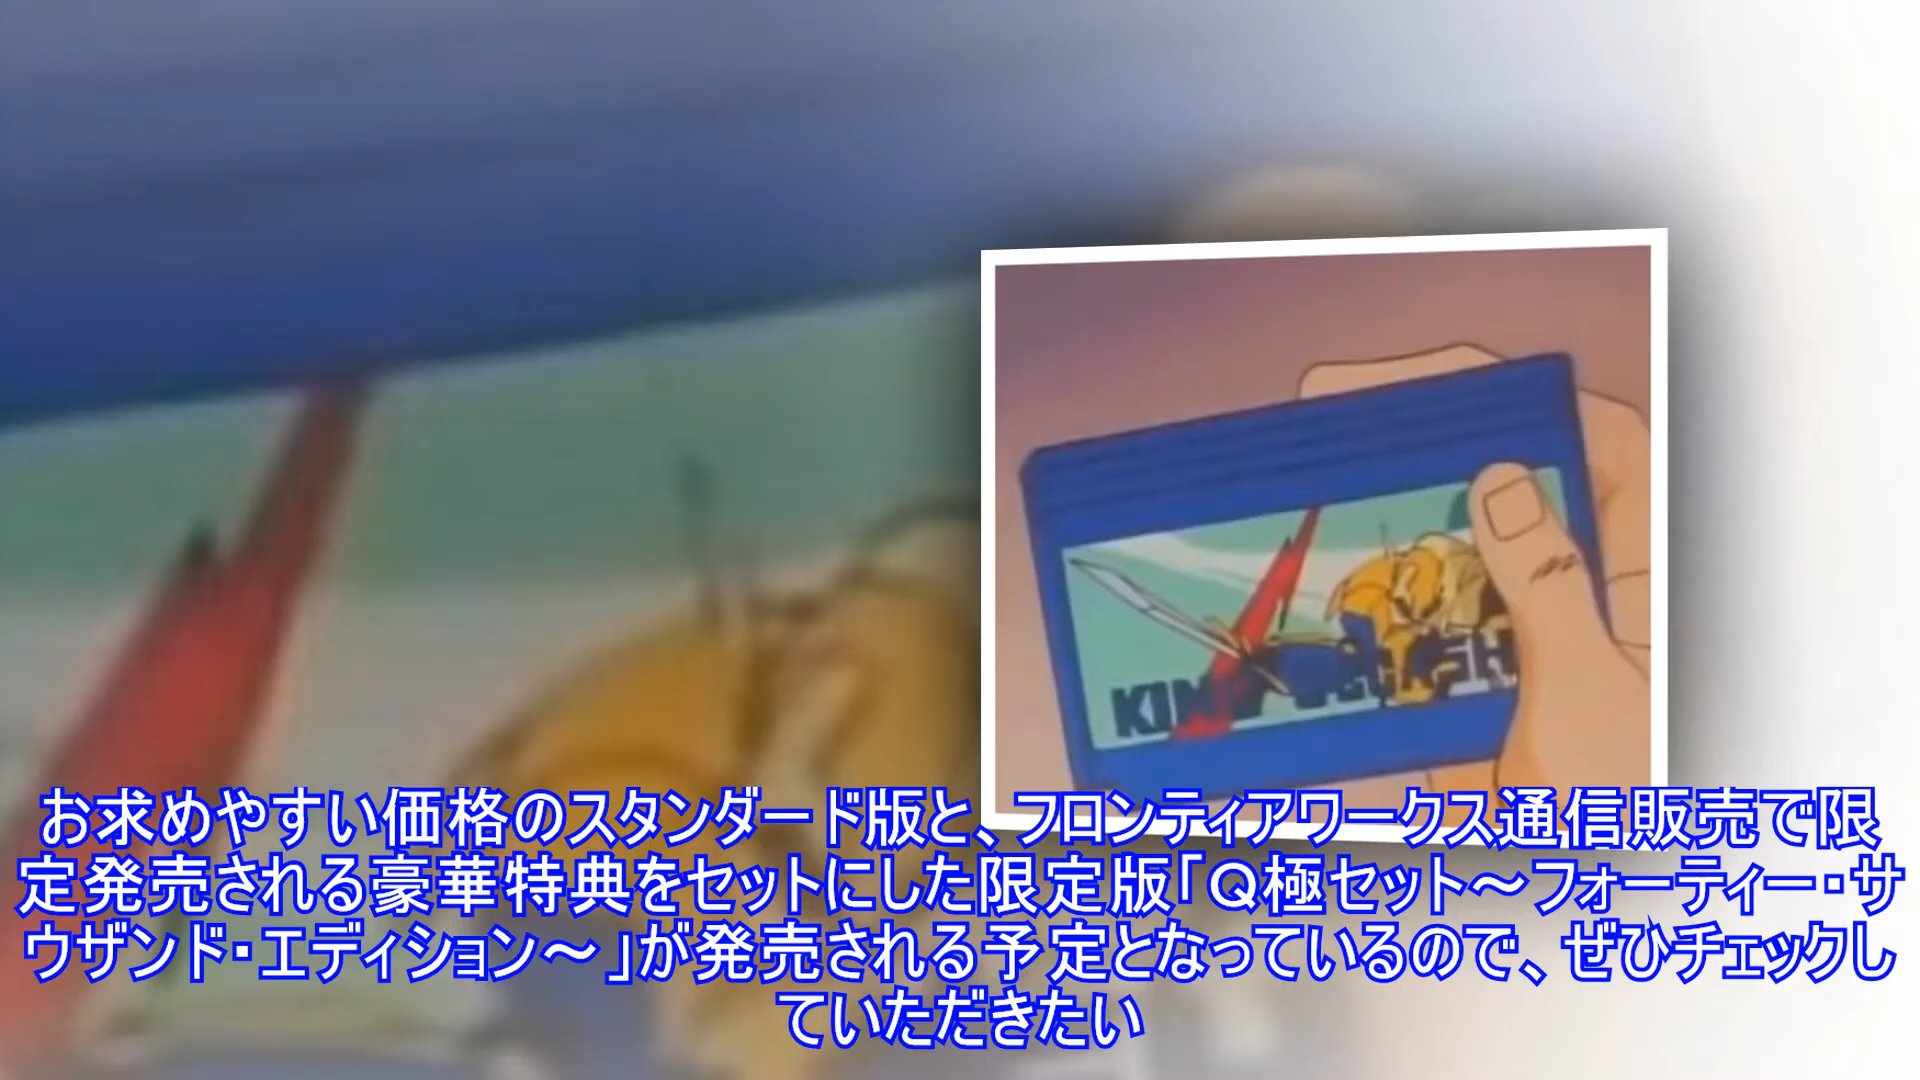 KIN
お求めやすい価格のスタンダード版と、フロンティアワークス通信販売で限
定発売される豪華特典をセットにした限定版「Q極セット～フォーティー・サ
ウザンド・エディション～」が発売される予定となっているので、ぜひチェックし
ていただきたい